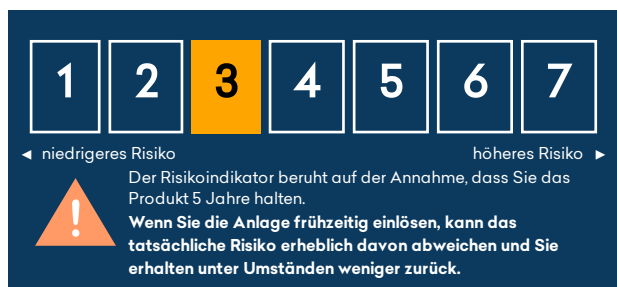 1 2 3 4 5 6 7
◄ niedrigeres Risiko höheres Risiko ►
Der Risikoindikator beruht auf der Annahme, dass Sie das
Produkt 5 Jahre halten.
Wenn Sie die Anlage frühzeitig einlösen, kann das
tatsächliche Risiko erheblich davon abweichen und Sie
erhalten unter Umständen weniger zurück.